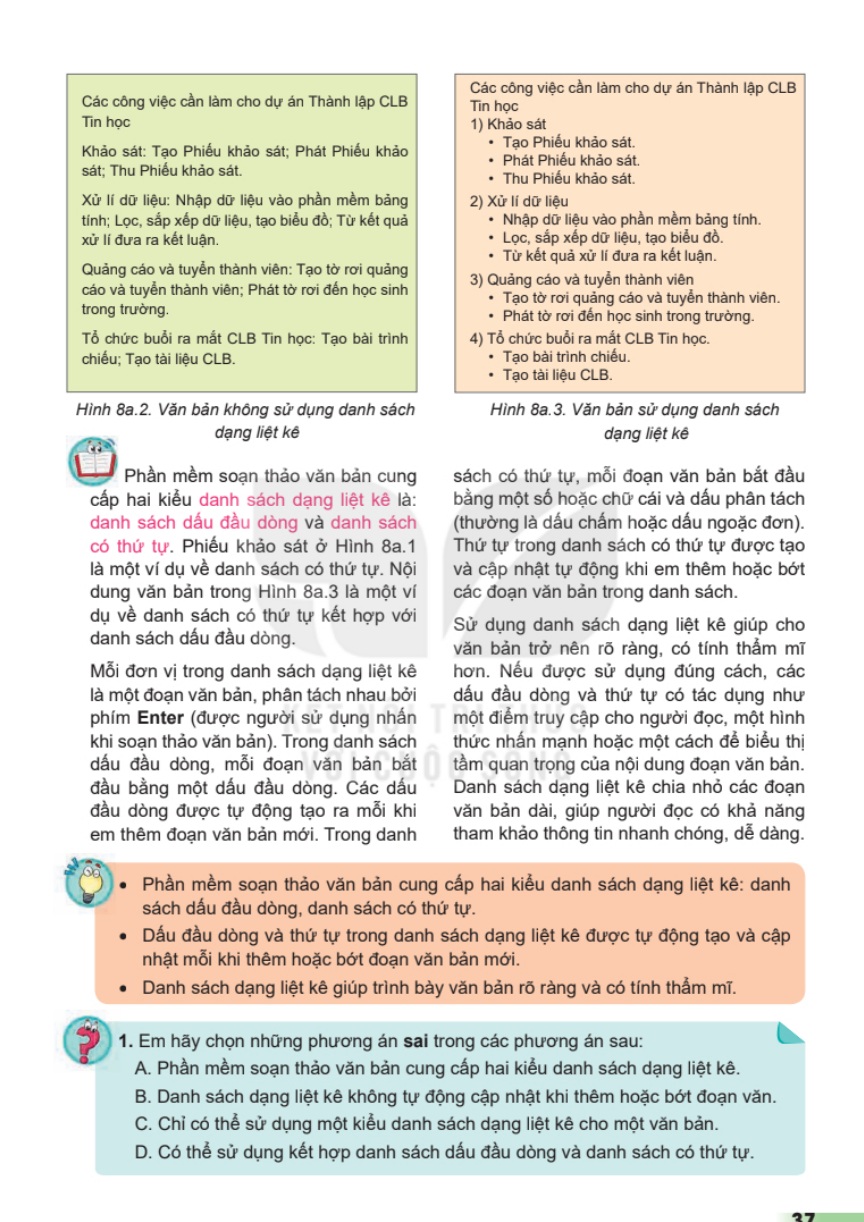 Các công việc cần làm cho dự án Thành lập CLB
Tin học
Khảo sát: Tạo Phiếu khảo sát; Phát Phiếu khảo
sát; Thu Phiếu khảo sát.
Xử lí dữ liệu: Nhập dữ liệu vào phần mềm bảng
tính; Lọc, sắp xếp dữ liệu, tạo biểu đồ; Từ kết quả
xử lí đưa ra kết luận.
Quảng cáo và tuyển thành viên: Tạo tờ rơi quảng
cáo và tuyển thành viên; Phát tờ rơi đến học sinh
trong trường.
Tổ chức buổi ra mắt CLB Tin học: Tạo bài trình
chiếu; Tạo tài liệu CLB.
Hình 8a.2. Văn bản không sử dụng danh sách
dạng liệt kê
Các công việc cần làm cho dự án Thành lập CLB
Tin học
1) Khảo sát
• Tạo Phiếu khảo sát.
• Phát Phiếu khảo sát.
• Thu Phiếu khảo sát.
2) Xử lí dữ liệu
• Nhập dữ liệu vào phần mềm bảng tính.
• Lọc, sắp xếp dữ liệu, tạo biểu đồ.
• Từ kết quả xử lí đưa ra kết luận.
3) Quảng cáo và tuyển thành viên
• Tạo tờ rơi quảng cáo và tuyển thành viên.
• Phát tờ rơi đến học sinh trong trường.
4) Tổ chức buổi ra mắt CLB Tin học.
• Tạo bài trình chiếu.
• Tạo tài liệu CLB.
Hình 8a.3. Văn bản sử dụng danh sách
dạng liệt kê
Phần mềm soạn thảo văn bản cung
cấp hai kiểu danh sách dạng liệt kê là:
danh sách dấu đầu dòng và danh sách
có thứ tự. Phiếu khảo sát ở Hình 8a.1
là một ví dụ về danh sách có thứ tự. Nội
dung văn bản trong Hình 8a.3 là một ví
dụ về danh sách có thứ tự kết hợp với
danh sách dấu đầu dòng.
Mỗi đơn vị trong danh sách dạng liệt kê
là một đoạn văn bản, phân tách nhau bởi
phím Enter (được người sử dụng nhấn
khi soạn thảo văn bản). Trong danh sách
dấu đầu dòng, mỗi đoạn văn bản bắt
đầu bằng một dấu đầu dòng. Các dấu
đầu dòng được tự động tạo ra mỗi khi
em thêm đoạn văn bản mới. Trong danh
sách có thứ tự, mỗi đoạn văn bản bắt đầu
bằng một số hoặc chữ cái và dấu phân tách
(thường là dấu chấm hoặc dấu ngoặc đơn).
Thứ tự trong danh sách có thứ tự được tạo
và cập nhật tự động khi em thêm hoặc bớt
các đoạn văn bản trong danh sách.
Sử dụng danh sách dạng liệt kê giúp cho
văn bản trở nên rõ ràng, có tính thẩm mĩ
hơn. Nếu được sử dụng đúng cách, các
dấu đầu dòng và thứ tự có tác dụng như
một điểm truy cập cho người đọc, một hình
thức nhấn mạnh hoặc một cách để biểu thị
tầm quan trọng của nội dung đoạn văn bản.
Danh sách dạng liệt kê chia nhỏ các đoạn
văn bản dài, giúp người đọc có khả năng
tham khảo thông tin nhanh chóng, dễ dàng.
KẾT NỐI TRI THỨC
VỚI CUỘC SỐNG
• Phần mềm soạn thảo văn bản cung cấp hai kiểu danh sách dạng liệt kê: danh
sách dấu đầu dòng, danh sách có thứ tự.
• Dấu đầu dòng và thứ tự trong danh sách dạng liệt kê được tự động tạo và cập
nhật mỗi khi thêm hoặc bớt đoạn văn bản mới.
• Danh sách dạng liệt kê giúp trình bày văn bản rõ ràng và có tính thẩm mĩ.
1. Em hãy chọn những phương án sai trong các phương án sau:
A. Phần mềm soạn thảo văn bản cung cấp hai kiểu danh sách dạng liệt kê.
B. Danh sách dạng liệt kê không tự động cập nhật khi thêm hoặc bớt đoạn văn.
C. Chỉ có thể sử dụng một kiểu danh sách dạng liệt kê cho một văn bản.
D. Có thể sử dụng kết hợp danh sách dấu đầu dòng và danh sách có thứ tự.
37